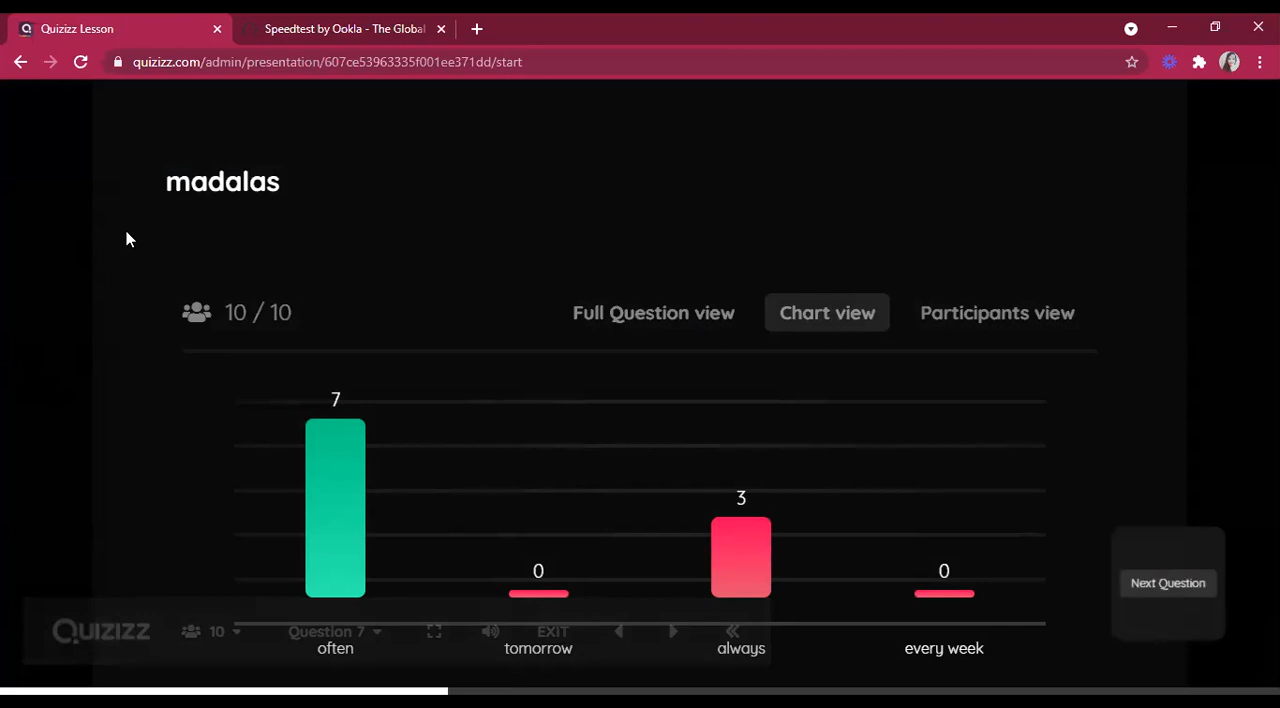 Quizizz Lesson
Speedtest by Ookla - The Global
quizizz.com/admin/presentation/607ce53963335f001ee371dd/start
madalas
10 / 10
Full Question view
Chart view
Participants view
7
0
3
0
Next Question
Quizizz
10
Question 7
EXIT
often
tomorrow
always
every week